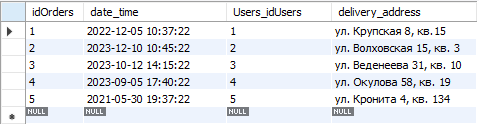 idOrders date_time Users_idUsers delivery_address
1 2022-12-05 10:37:22 1 ул. Крупская 8, кв.15
2 2023-12-10 10:45:22 2 ул. Волховская 15, кв. 3
3 2023-10-12 14:15:22 3 ул. Веденеева 31, кв. 10
4 2023-09-05 17:40:22 4 ул. Окулова 58, кв. 19
5 2021-05-30 19:37:22 5 ул. Кронита 4, кв. 134
NULL NULL NULL NULL